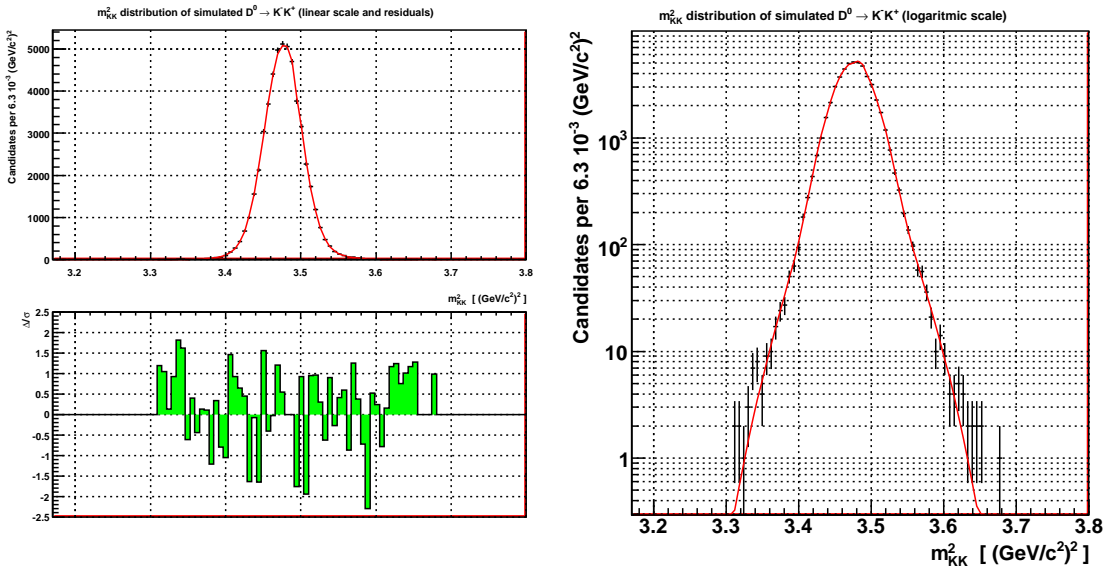 m²KK distribution of simulated D⁰ → K⁻K⁺ (linear scale and residuals)
Candidates per 6.3 10⁻³ (GeV/c²)²
5000
4000
3000
2000
1000
0
3.2 3.3 3.4 3.5 3.6 3.7 3.8
m²KK [ (GeV/c²)² ]
Δ/σ
2.5
2
1.5
1
0.5
0
-0.5
-1
-1.5
-2
-2.5
m²KK distribution of simulated D⁰ → K⁻K⁺ (logaritmic scale)
Candidates per 6.3 10⁻³ (GeV/c²)²
10³
10²
10
1
3.2 3.3 3.4 3.5 3.6 3.7 3.8
m²KK [ (GeV/c²)² ]